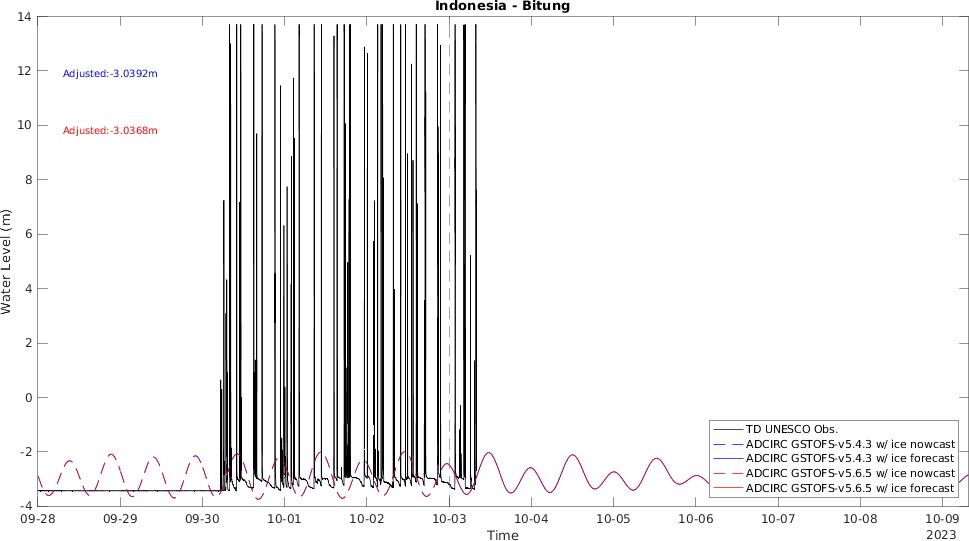 Indonesia - Bitung
14
12
10
8
6
4
2
0
-2
-4
Water Level (m)
Adjusted:-3.0392m
Adjusted:-3.0368m
TD UNESCO Obs.
ADCIRC GSTOFS-v5.4.3 w/ ice nowcast
ADCIRC GSTOFS-v5.4.3 w/ ice forecast
ADCIRC GSTOFS-v5.6.5 w/ ice nowcast
ADCIRC GSTOFS-v5.6.5 w/ ice forecast
09-28 09-29 09-30 10-01 10-02 10-03 10-04 10-05 10-06 10-07 10-08 10-09
Time
2023